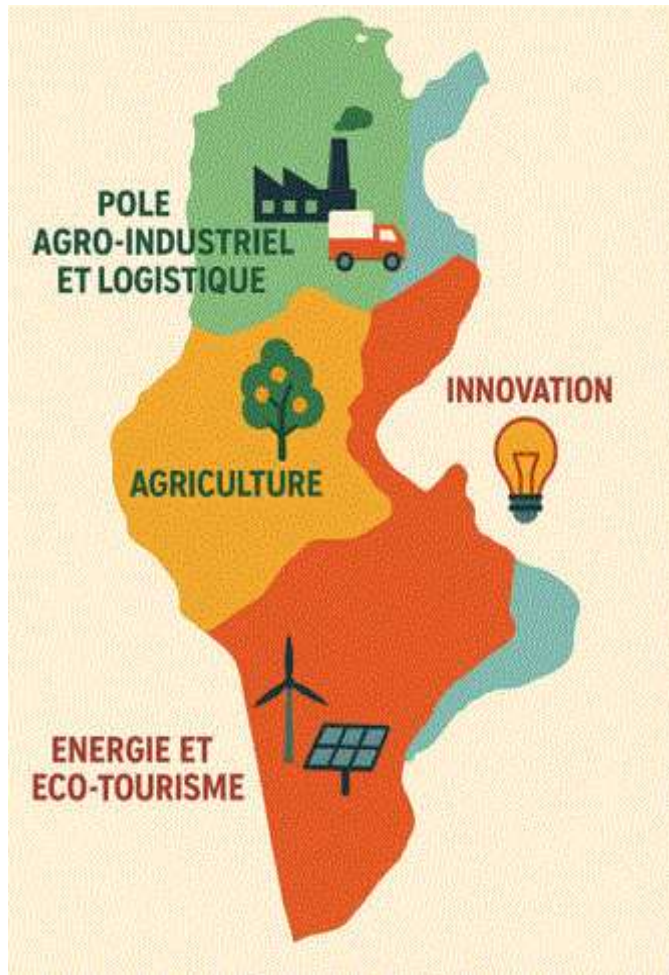 POLE
AGRO-INDUSTRIEL
ET LOGISTIQUE
INNOVATION
AGRICULTURE
ENERGIE ET
ECO-TOURISME